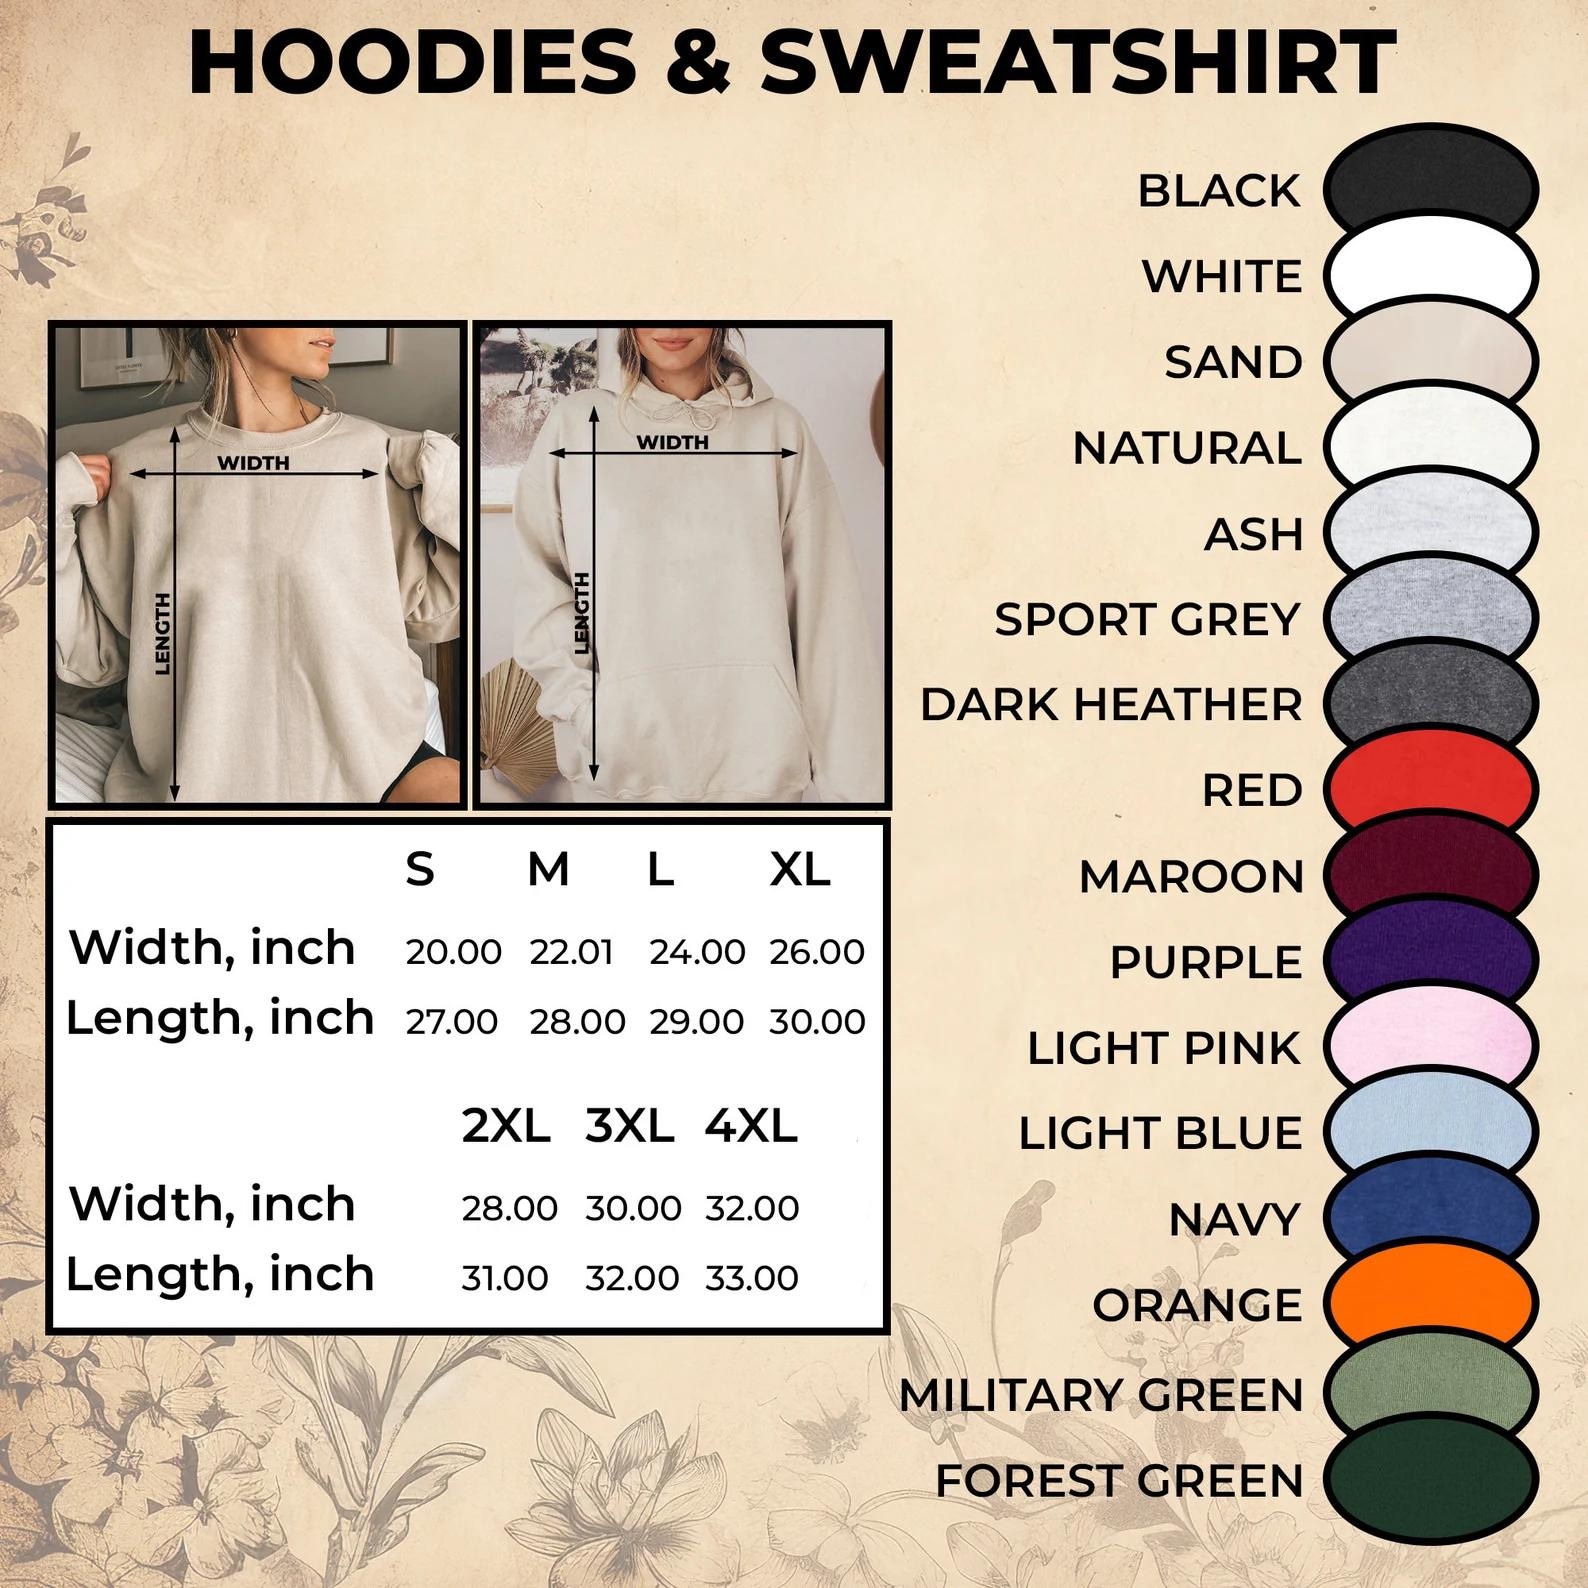 HOODIES & SWEATSHIRT
WIDTH
LENGTH
WIDTH
LENGTH
S M L XL
Width, inch 20.00 22.01 24.00 26.00
Length, inch 27.00 28.00 29.00 30.00
2XL 3XL 4XL
Width, inch 28.00 30.00 32.00
Length, inch 31.00 32.00 33.00
BLACK
WHITE
SAND
NATURAL
ASH
SPORT GREY
DARK HEATHER
RED
MAROON
PURPLE
LIGHT PINK
LIGHT BLUE
NAVY
ORANGE
MILITARY GREEN
FOREST GREEN